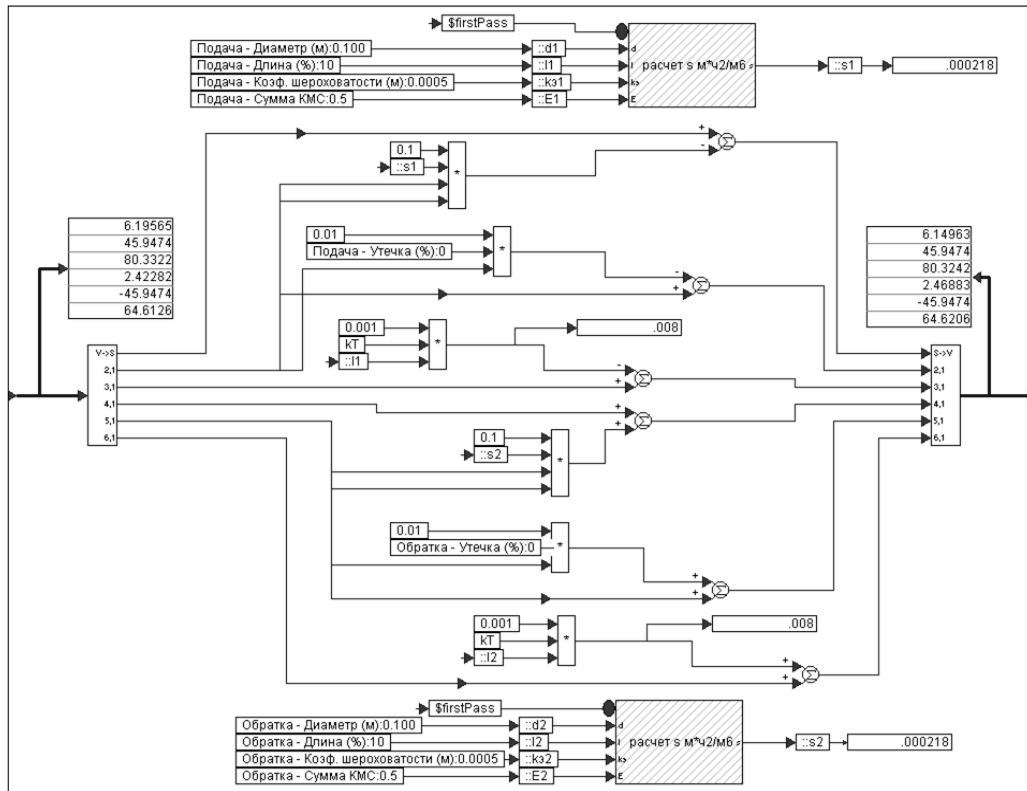 $firstPass
Подача - Диаметр (м):0.100
::d1
d
Подача - Длина (%):10
::l1
l
расчет s м*ч2/м6
s
::s1
.000218
Подача - Коэф. шероховатости (м):0.0005
::kэ1
kэ
Подача - Сумма КМС:0.5
::E1
E
+
Σ
-
0.1
::s1
*
6.19565
45.9474
80.3322
2.42282
-45.9474
64.6126
6.14963
45.9474
80.3242
2.46883
-45.9474
64.6206
0.01
Подача - Утечка (%):0
*
-
Σ
+
0.001
kT
::l1
*
.008
V->S
2,1
3,1
4,1
5,1
6,1
S->V
2,1
3,1
4,1
5,1
6,1
-
Σ
+
+
Σ
+
0.1
::s2
*
0.01
Обратка - Утечка (%):0
*
+
Σ
+
0.001
kT
::l2
*
.008
+
Σ
+
$firstPass
Обратка - Диаметр (м):0.100
::d2
d
Обратка - Длина (%):10
::l2
l
расчет s м*ч2/м6
s
::s2
.000218
Обратка - Коэф. шероховатости (м):0.0005
::kэ2
kэ
Обратка - Сумма КМС:0.5
::E2
E